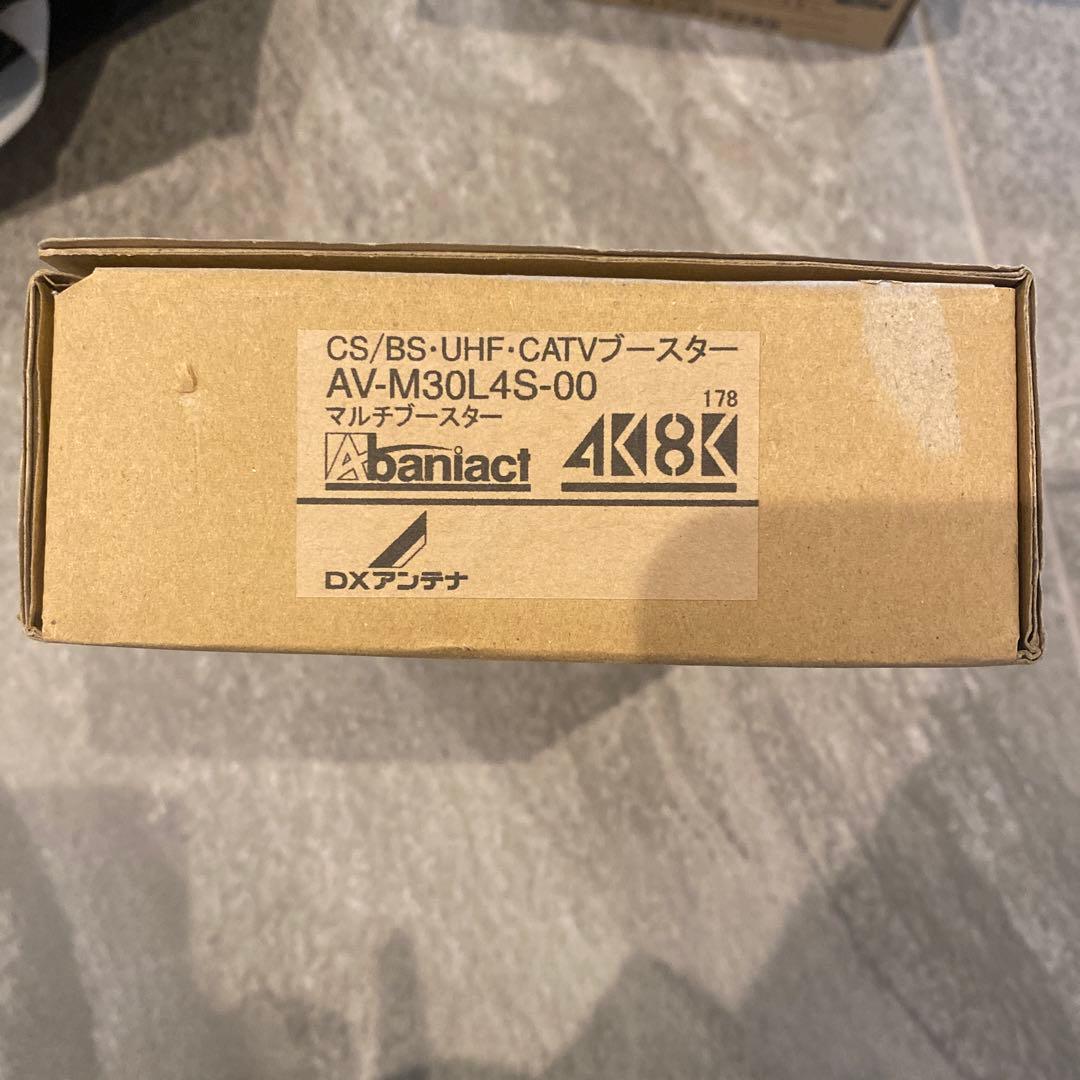 CS/BS・UHF・CATVブースター
AV-M30L4S-00
178
マルチブースター
Abaniact
4K8K
DXアンテナ